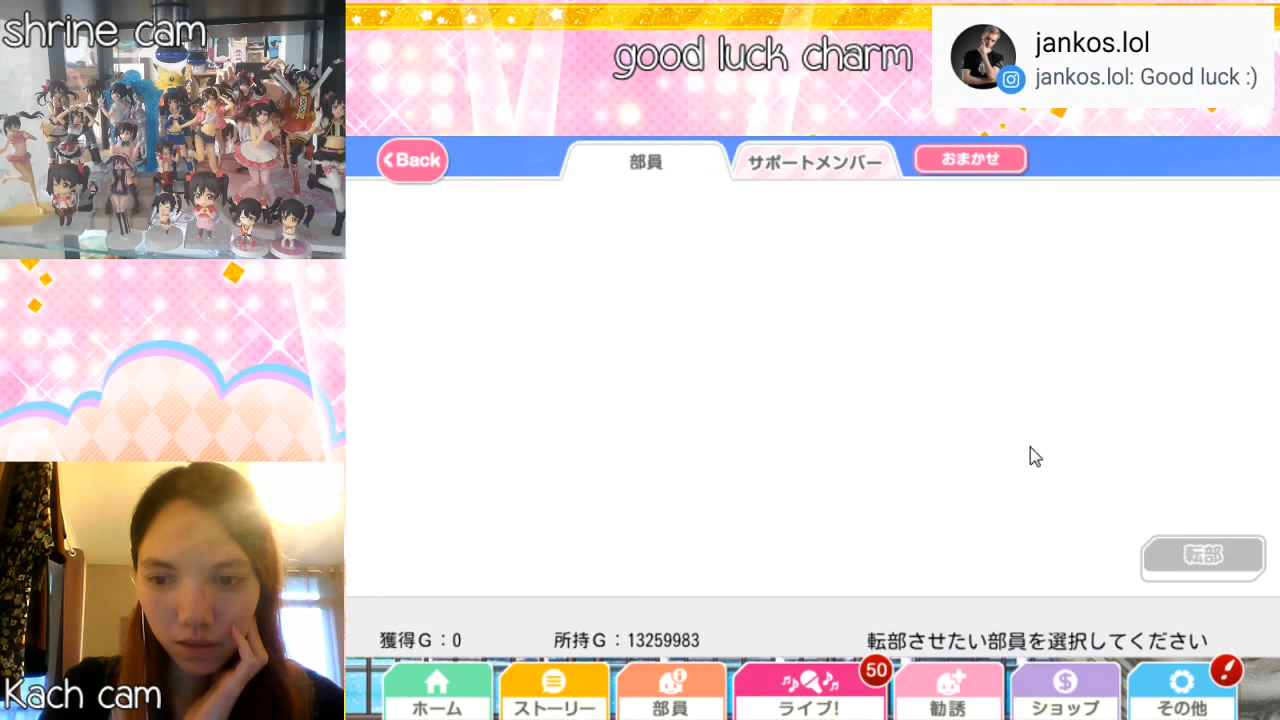 shrine cam
good luck charm
jankos.lol
jankos.lol: Good luck :)
Back
部員
サポートメンバー
おまかせ
転部
獲得G：0
所持G：13259983
転部させたい部員を選択してください
Kach cam
ホーム
ストーリー
部員
ライブ!
50
勧誘
ショップ
その他